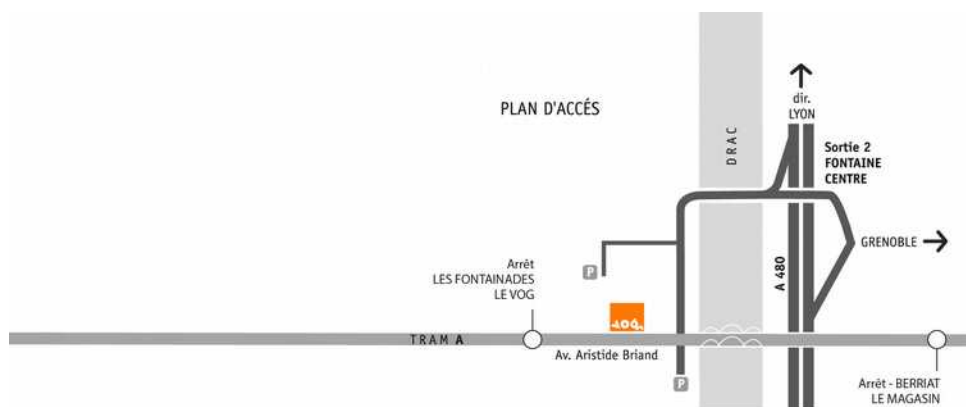 PLAN D'ACCÉS
dir.
LYON
DRAC
Sortie 2
FONTAINE
CENTRE
GRENOBLE
A 480
Arrêt
LES FONTAINADES
LE VOG
P
VOG
TRAM A
Av. Aristide Briand
P
Arrêt - BERRIAT
LE MAGASIN